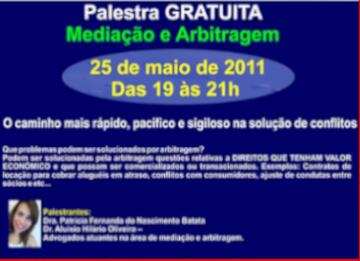 Palestra GRATUITA
Mediação e Arbitragem
25 de maio de 2011
Das 19 às 21h
O caminho mais rápido, pacífico e sigiloso na solução de conflitos
Que problemas podem ser solucionados por arbitragem?
Podem ser solucionadas pela arbitragem questões relativas a DIREITOS QUE TENHAM VALOR
ECONÔMICO e que possam ser comercializados ou transacionados. Exemplos: Contratos de
locação para cobrar aluguéis em atraso, conflitos com consumidores, ajuste de condutas entre
sócios etc...
Palestrantes:
Dra. Patrícia Fernanda do Nascimento Batata
Dr. Aluísio Hilário Oliveira –
Advogados atuantes na área de mediação e arbitragem.